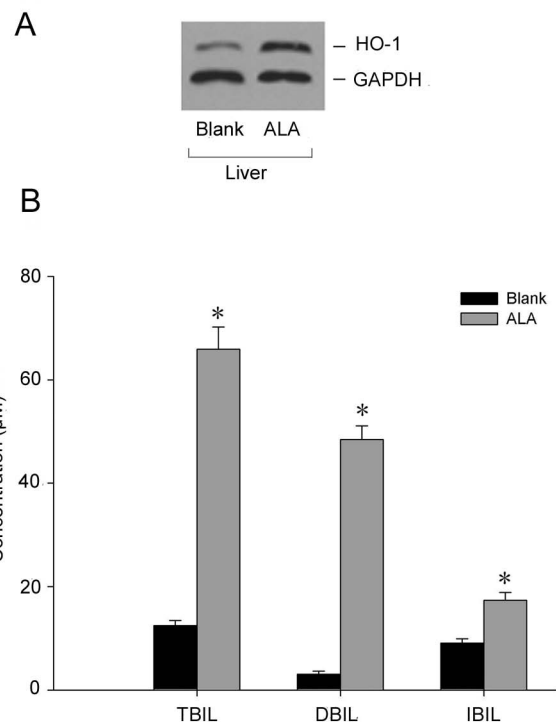 A
HO-1
GAPDH
Blank ALA
Liver
B
80
60
40
20
0
Blank
ALA
*
*
*
TBIL DBIL IBIL